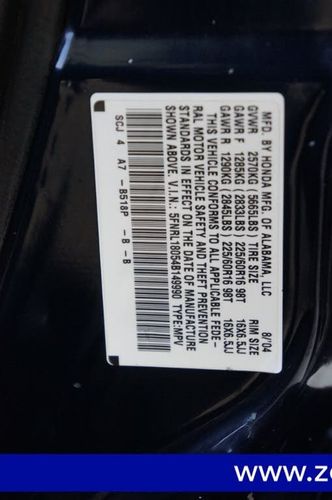 MFD. BY HONDA MFG. OF ALABAMA, LLC 8/'04
GVWR 2570KG (5665LBS) TIRE SIZE RIM SIZE
GAWR F 1285KG (2835LBS) 225/60R16 98T 16X6.5JJ
GAWR R 1290KG (2845LBS) 225/60R16 98T 16X6.5JJ
THIS VEHICLE CONFORMS TO ALL APPLICABLE FEDE-
RAL MOTOR VEHICLE SAFETY AND THEFT PREVENTION
STANDARDS IN EFFECT ON THE DATE OF MANUFACTURE
SHOWN ABOVE. V.I.N.: 5FNRL18054B149990 TYPE:MPV
SCJ 4 A7 -B518P -B -B
www.z